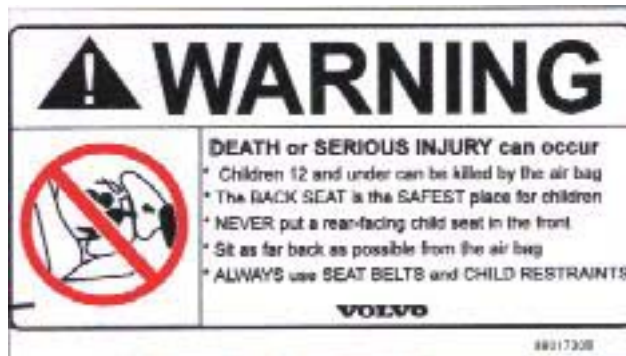 WARNING
DEATH or SERIOUS INJURY can occur
* Children 12 and under can be killed by the air bag
* The BACK SEAT is the SAFEST place for children
* NEVER put a rear-facing child seat in the front
* Sit as far back as possible from the air bag
* ALWAYS use SEAT BELTS and CHILD RESTRAINTS
VOLVO